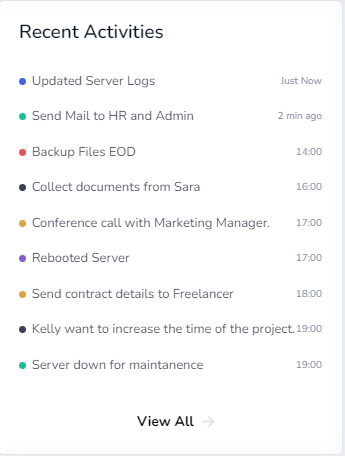 Recent Activities
Updated Server Logs Just Now
Send Mail to HR and Admin 2 min ago
Backup Files EOD 14:00
Collect documents from Sara 16:00
Conference call with Marketing Manager. 17:00
Rebooted Server 17:00
Send contract details to Freelancer 18:00
Kelly want to increase the time of the project. 19:00
Server down for maintanence 19:00
View All